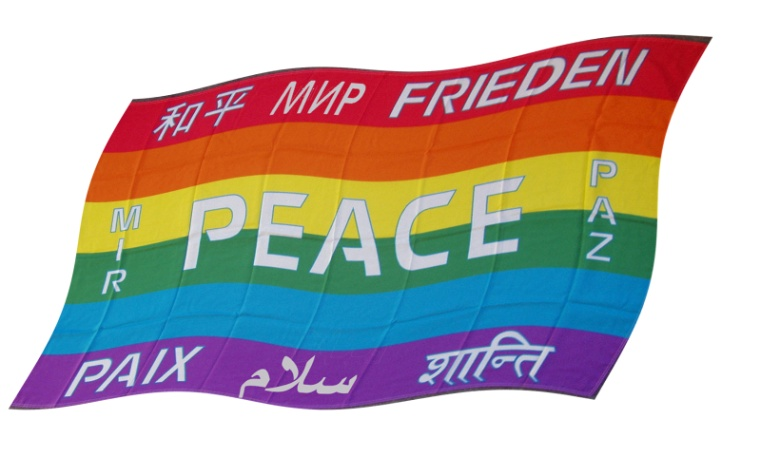 和平 МИР FRIEDEN
MIR
PEACE
PAZ
PAIX سلام शान्ति